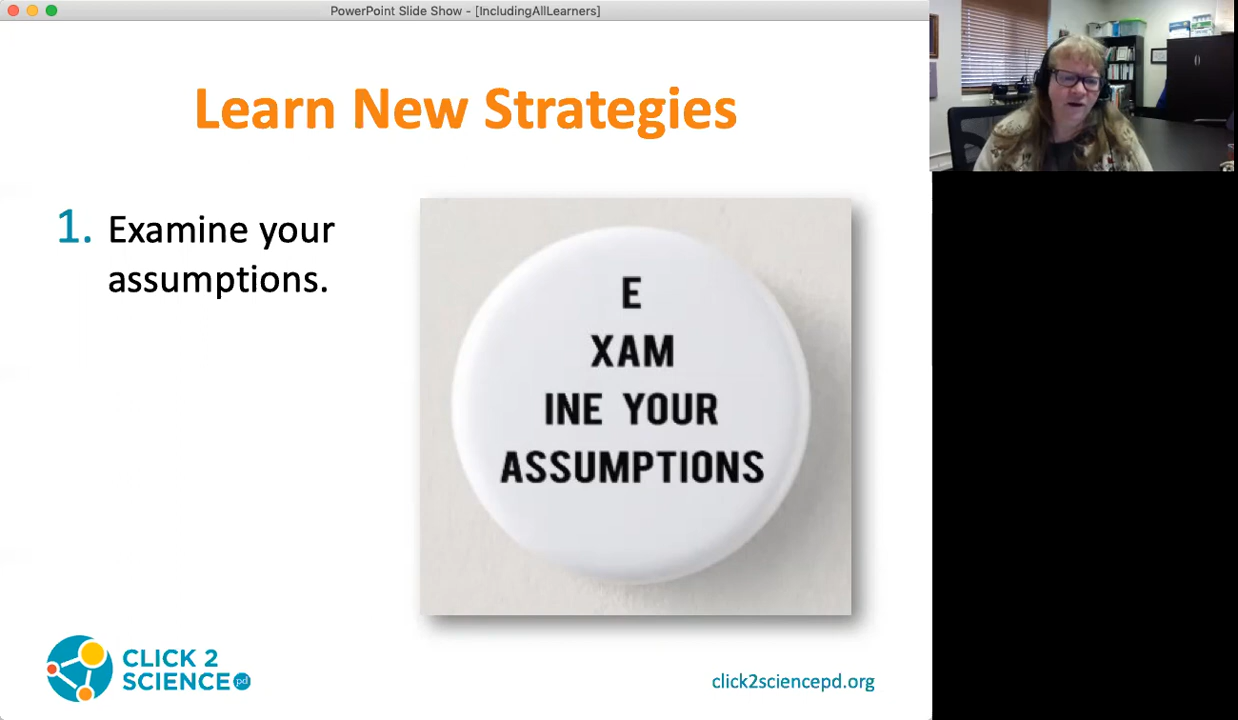 PowerPoint Slide Show - [IncludingAllLearners]
Learn New Strategies
1. Examine your
assumptions.
E
XAM
INE YOUR
ASSUMPTIONS
CLICK 2
SCIENCE pd
click2sciencepd.org